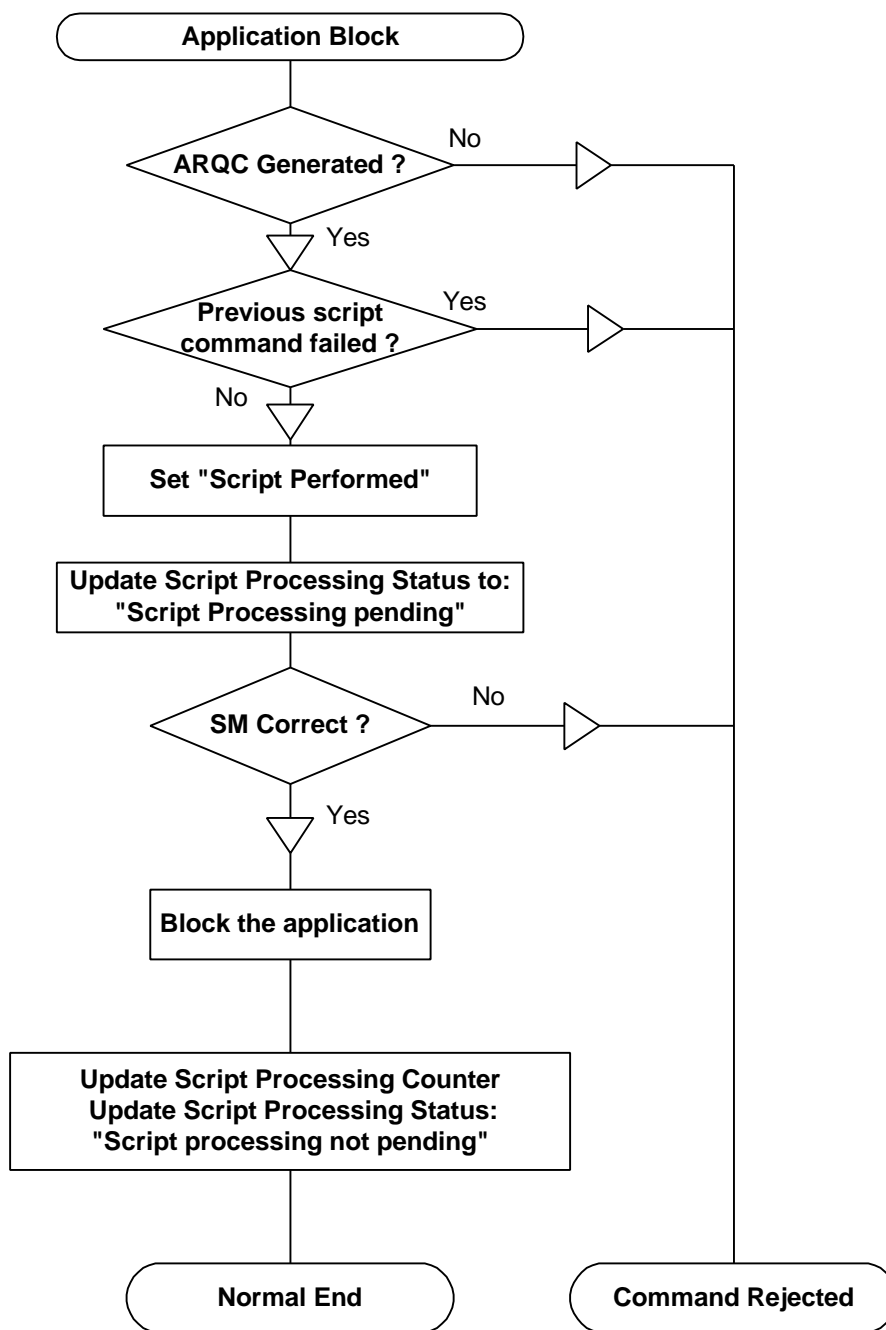 Application Block
ARQC Generated ?
No
Yes
Previous script
command failed ?
Yes
No
Set "Script Performed"
Update Script Processing Status to:
"Script Processing pending"
SM Correct ?
No
Yes
Block the application
Update Script Processing Counter
Update Script Processing Status:
"Script processing not pending"
Normal End
Command Rejected